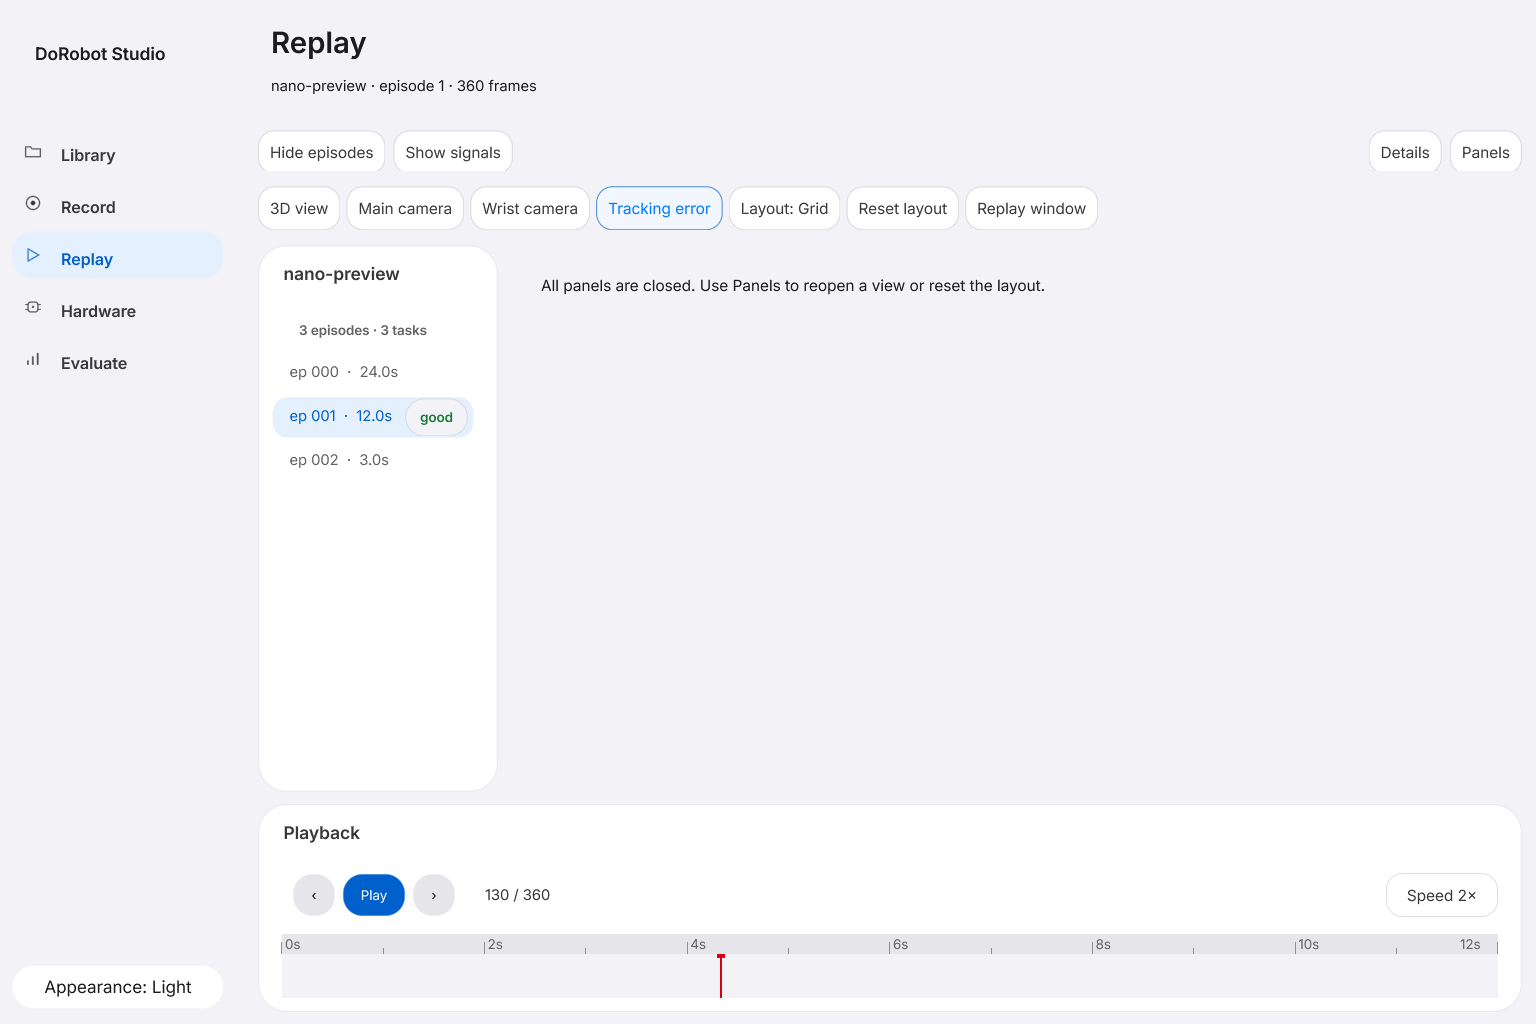 DoRobot Studio
Library
Record
Replay
Hardware
Evaluate
Appearance: Light
Replay
nano-preview · episode 1 · 360 frames
Hide episodes
Show signals
Details
Panels
3D view
Main camera
Wrist camera
Tracking error
Layout: Grid
Reset layout
Replay window
nano-preview
3 episodes · 3 tasks
ep 000 · 24.0s
ep 001 · 12.0s good
ep 002 · 3.0s
All panels are closed. Use Panels to reopen a view or reset the layout.
Playback
‹ Play › 130 / 360
Speed 2×
0s 2s 4s 6s 8s 10s 12s